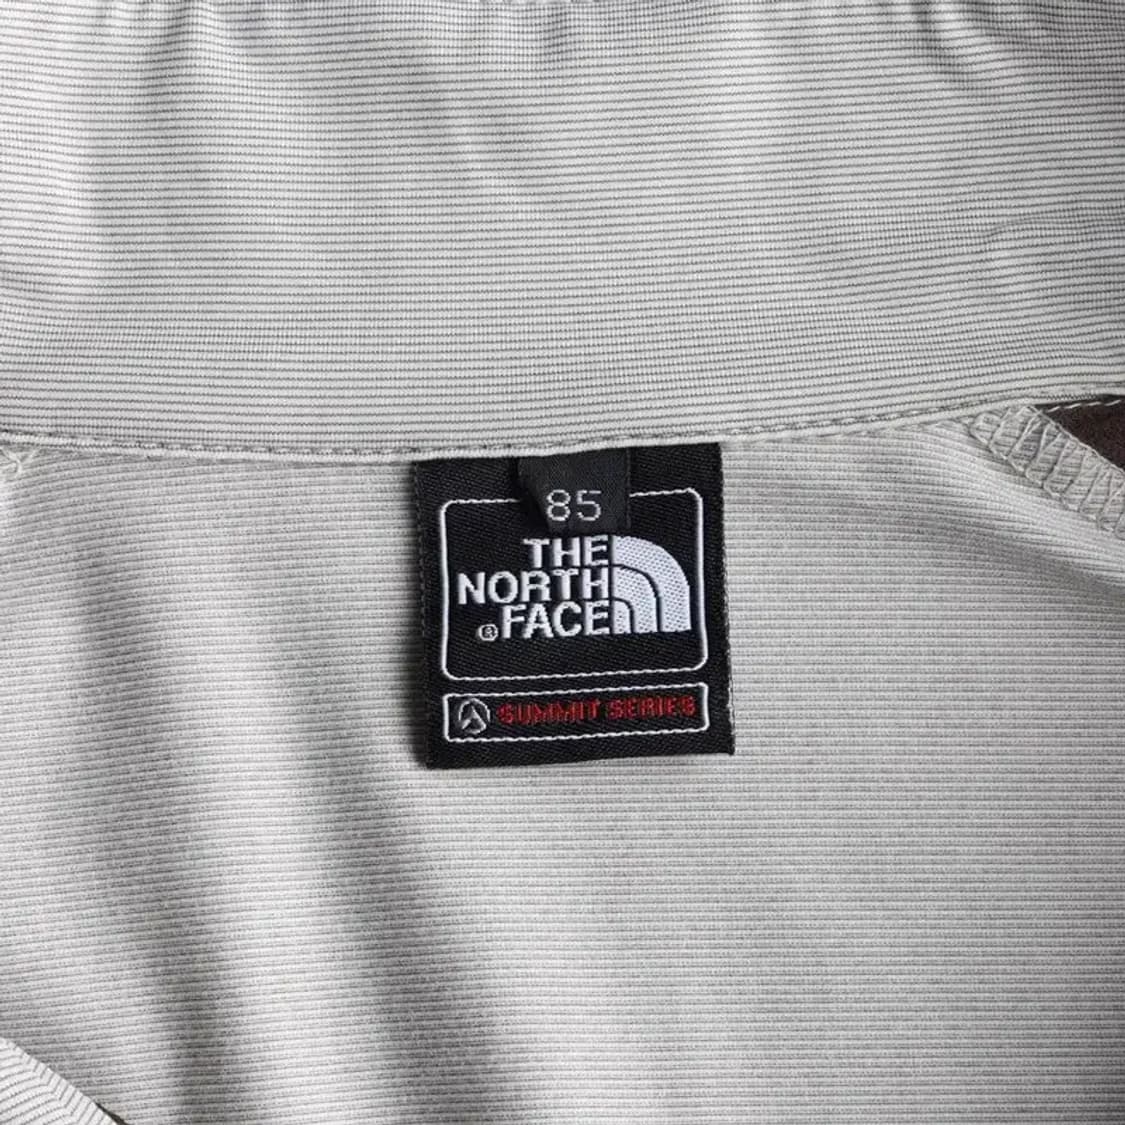 85
THE
NORTH
®FACE
SUMMIT SERIES